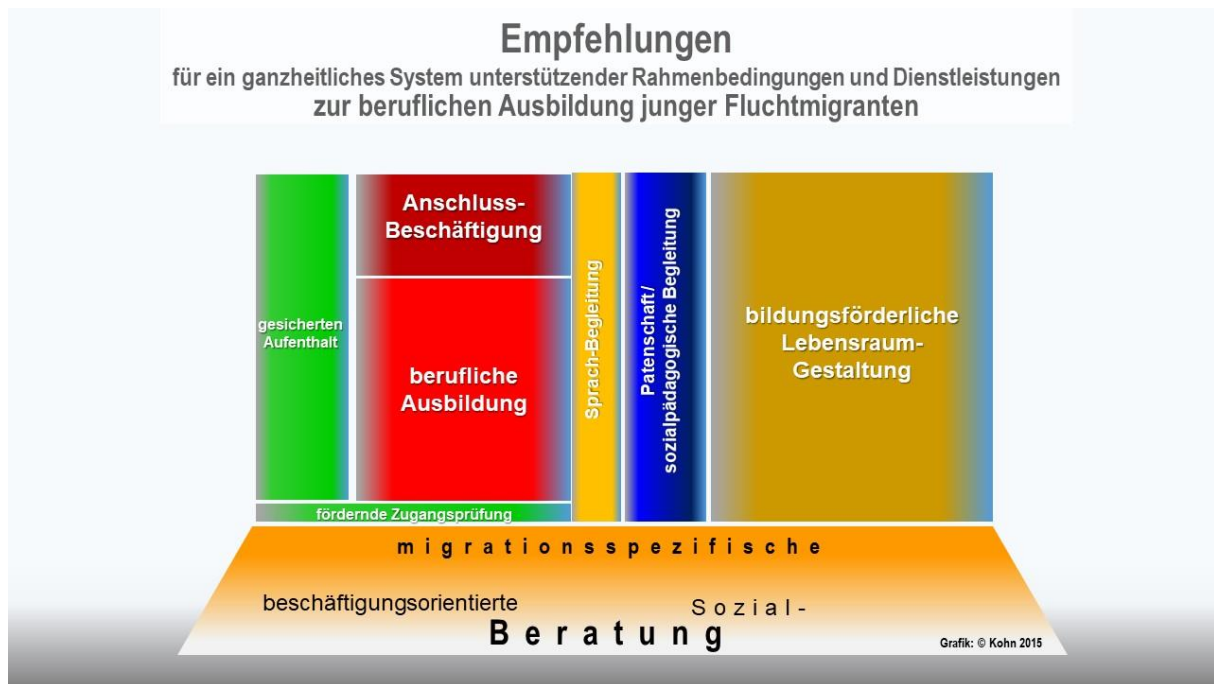 Empfehlungen
für ein ganzheitliches System unterstützender Rahmenbedingungen und Dienstleistungen
zur beruflichen Ausbildung junger Fluchtmigranten
gesicherten
Aufenthalt
Anschluss-
Beschäftigung
berufliche
Ausbildung
fördernde Zugangsprüfung
Sprach-Begleitung
Patenschaft /
sozialpädagogische Begleitung
bildungsförderliche
Lebensraum-
Gestaltung
migrationsspezifische
beschäftigungsorientierte
Sozial-
Beratung
Grafik: © Kohn 2015